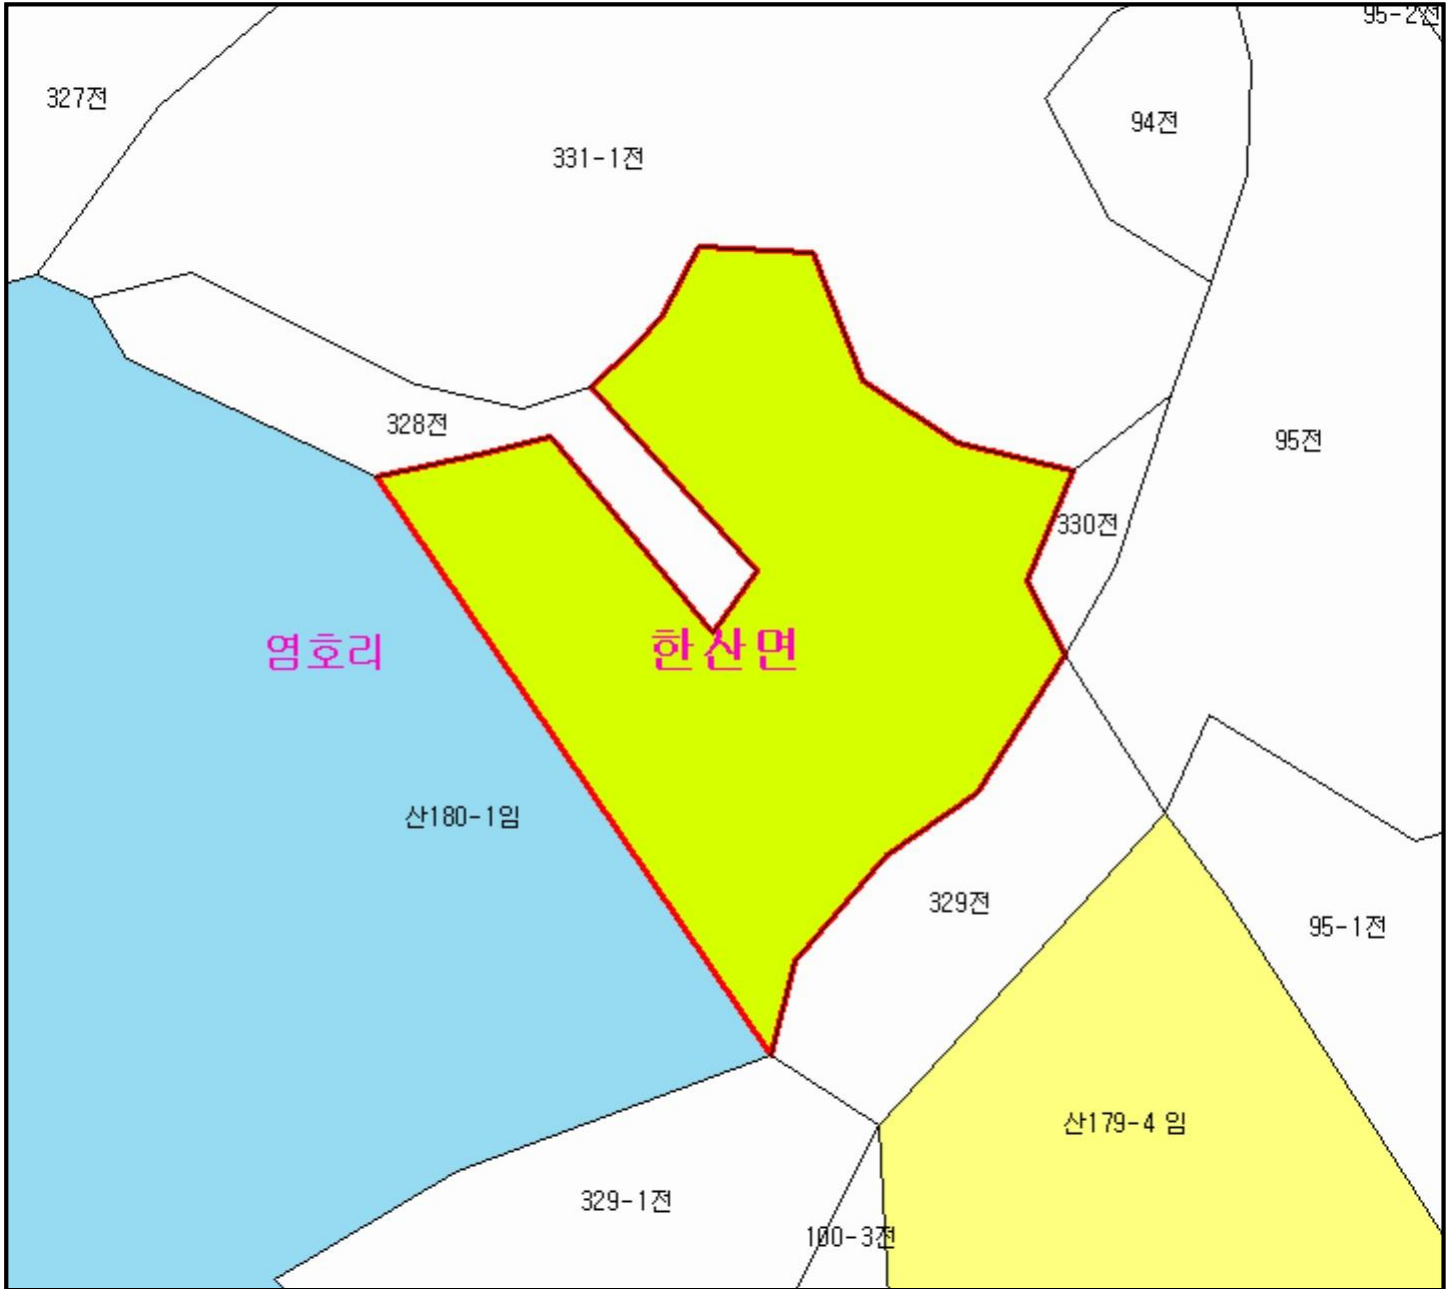 95-2전
327전
94전
331-1전
328전
95전
330전
염호리
한산면
산180-1임
329전
95-1전
산179-4 임
329-1전
100-3전